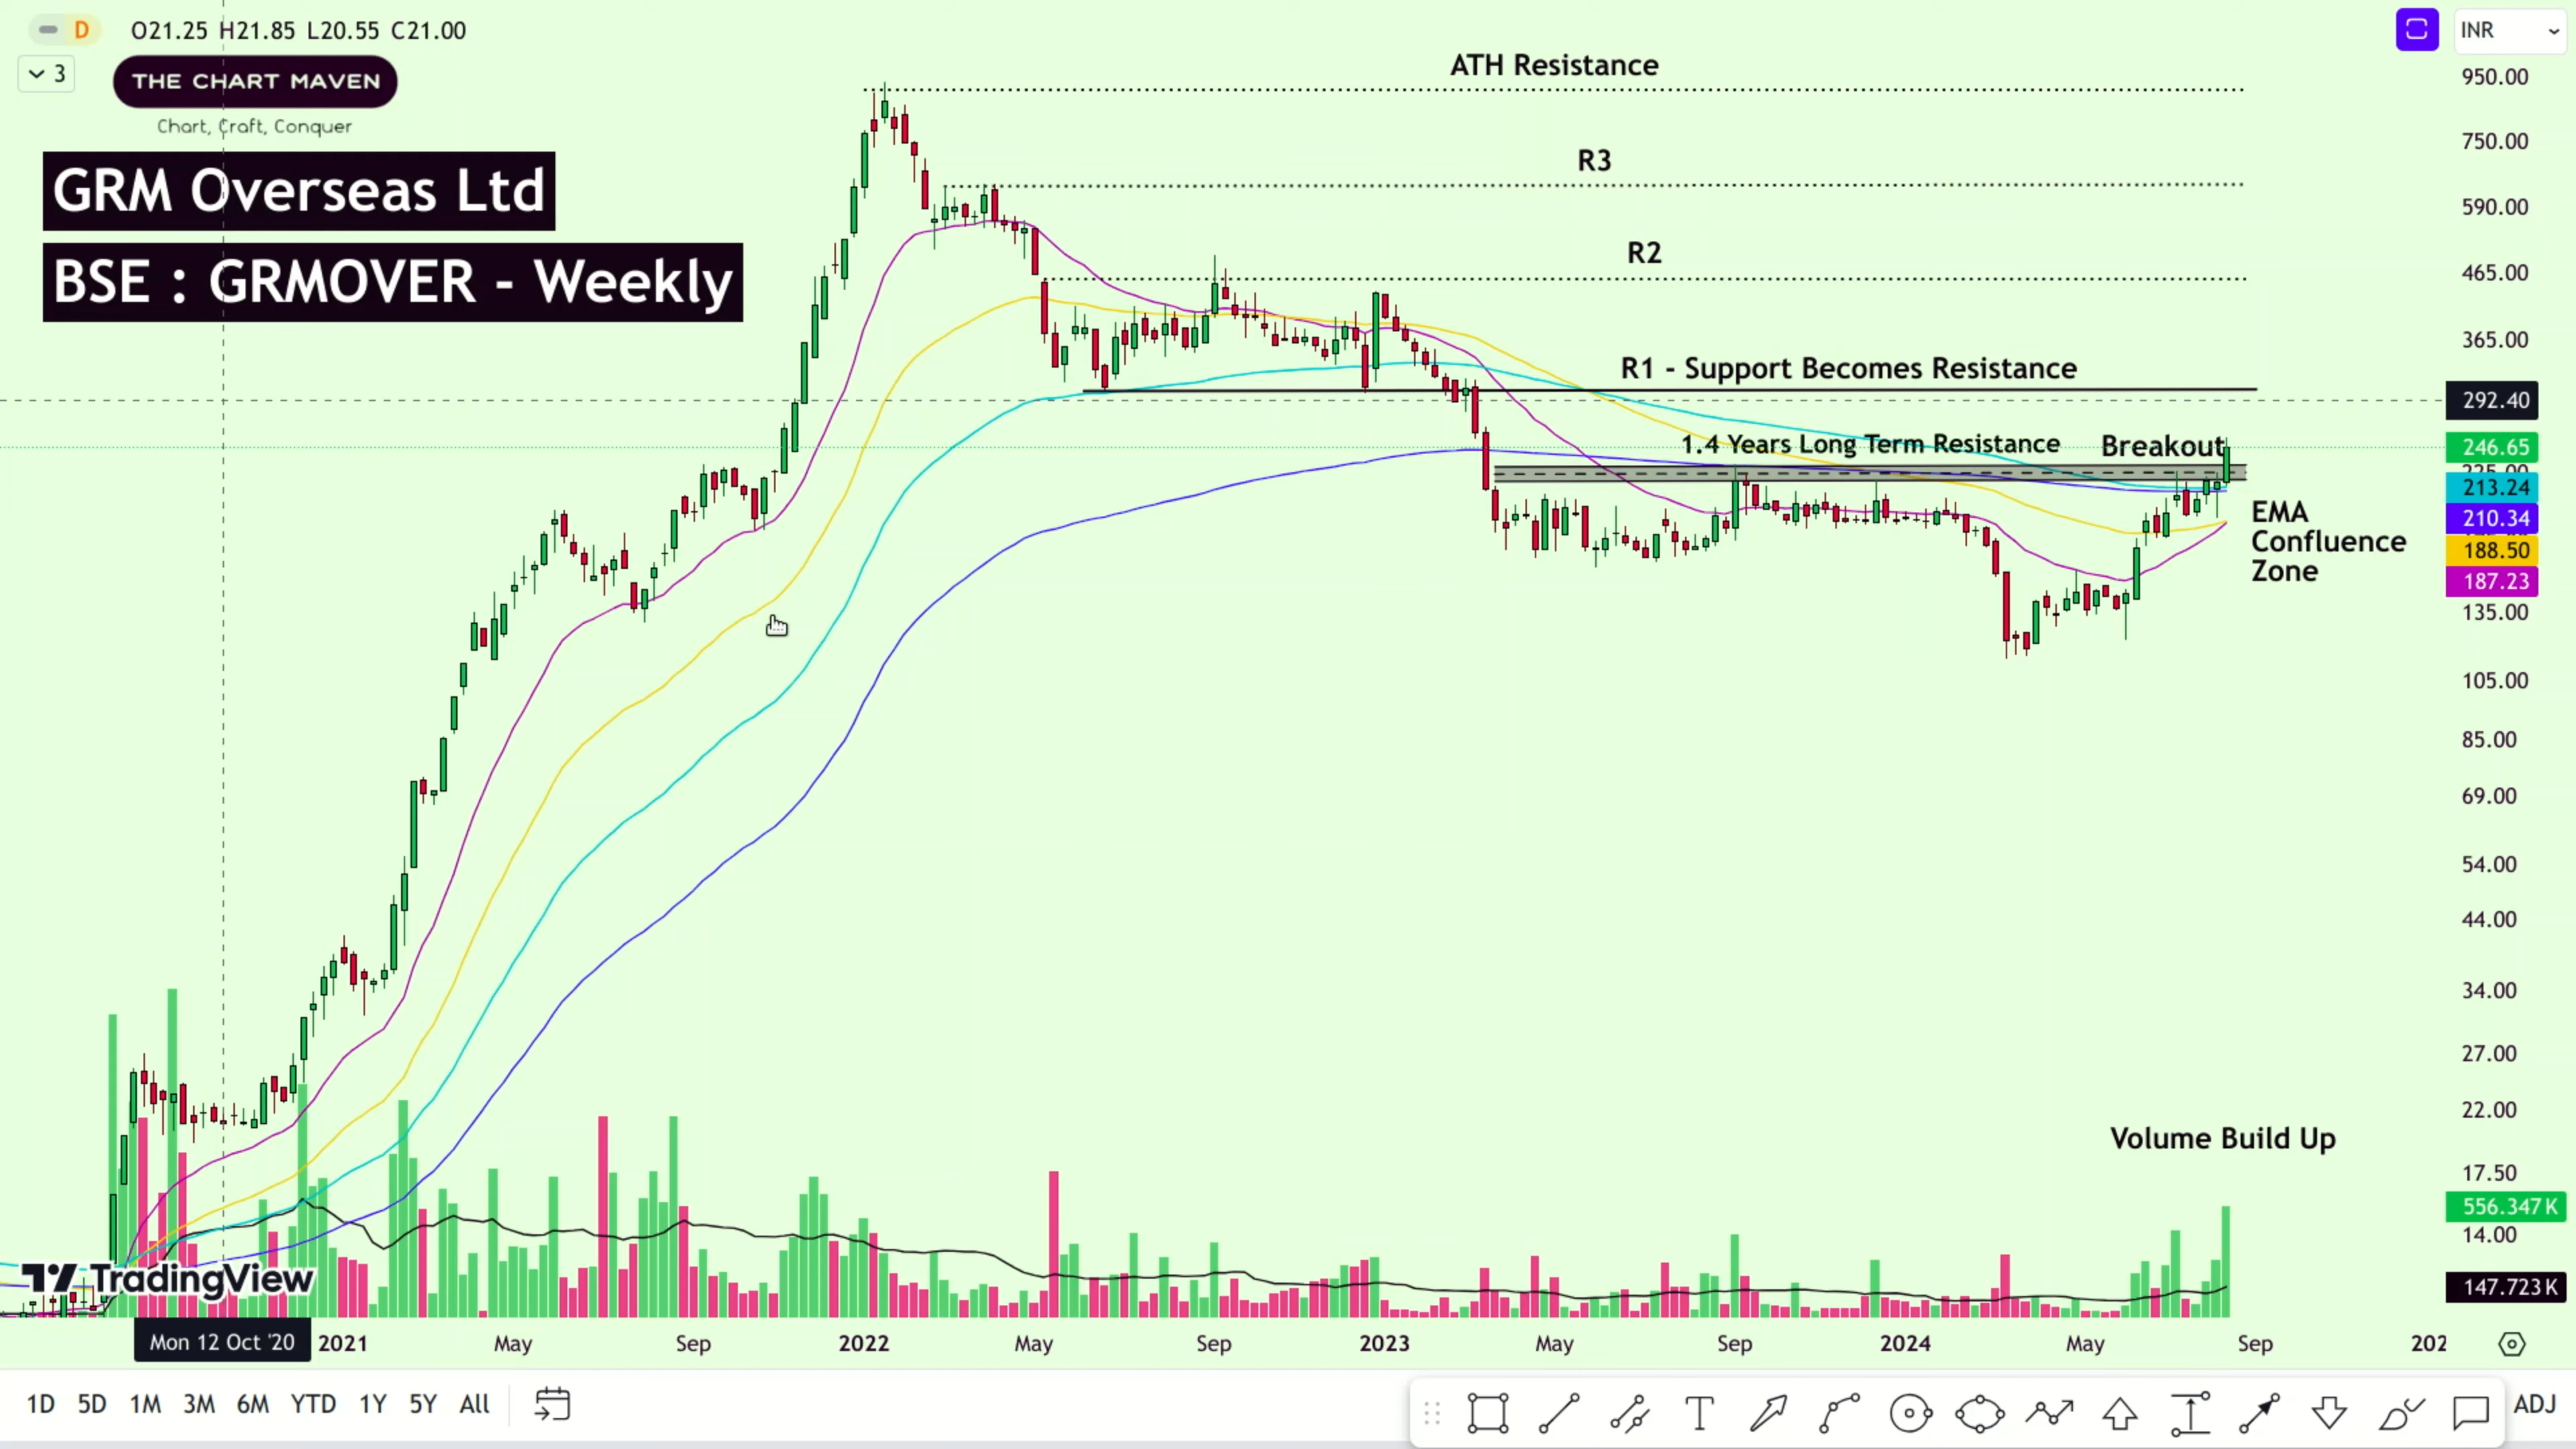 D O21.25 H21.85 L20.55 C21.00
3
THE CHART MAVEN
Chart, Craft, Conquer
GRM Overseas Ltd
BSE : GRMOVER - Weekly
ATH Resistance
R3
R2
R1 - Support Becomes Resistance
1.4 Years Long Term Resistance
Breakout
EMA
Confluence
Zone
Volume Build Up
INR
950.00
750.00
590.00
465.00
365.00
292.40
246.65
225.00
213.24
210.34
188.50
187.23
135.00
105.00
85.00
69.00
54.00
44.00
34.00
27.00
22.00
17.50
556.347 K
14.00
147.723 K
TradingView
Mon 12 Oct '20 2021 May Sep 2022 May Sep 2023 May Sep 2024 May Sep 202
1D 5D 1M 3M 6M YTD 1Y 5Y All
T
ADJ